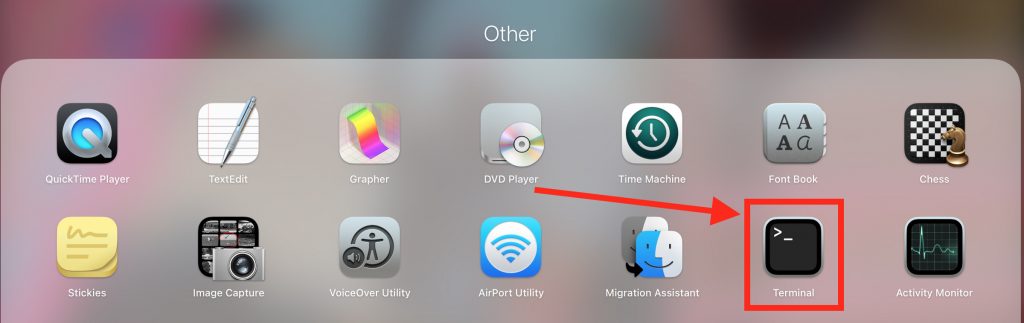 Other
QuickTime Player
TextEdit
Grapher
DVD Player
Time Machine
A A
A a
Font Book
Chess
Stickies
Image Capture
VoiceOver Utility
AirPort Utility
Migration Assistant
>_
Terminal
Activity Monitor